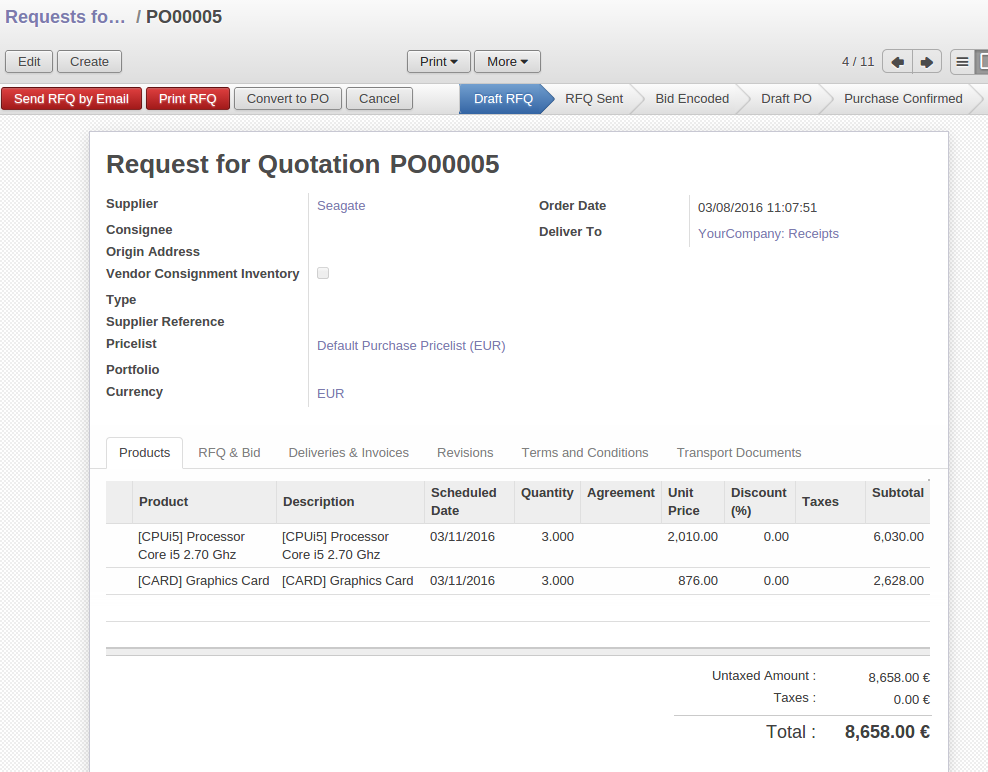 Requests fo… / PO00005
Edit Create Print More 4 / 11
Send RFQ by Email Print RFQ Convert to PO Cancel Draft RFQ RFQ Sent Bid Encoded Draft PO Purchase Confirmed
Request for Quotation PO00005
Supplier Seagate Order Date 03/08/2016 11:07:51
Consignee Deliver To YourCompany: Receipts
Origin Address
Vendor Consignment Inventory
Type
Supplier Reference
Pricelist Default Purchase Pricelist (EUR)
Portfolio
Currency EUR
Products RFQ & Bid Deliveries & Invoices Revisions Terms and Conditions Transport Documents
Product Description Scheduled Date Quantity Agreement Unit Price Discount (%) Taxes Subtotal
[CPUi5] Processor Core i5 2.70 Ghz [CPUi5] Processor Core i5 2.70 Ghz 03/11/2016 3.000 2,010.00 0.00 6,030.00
[CARD] Graphics Card [CARD] Graphics Card 03/11/2016 3.000 876.00 0.00 2,628.00
Untaxed Amount : 8,658.00 €
Taxes : 0.00 €
Total : 8,658.00 €